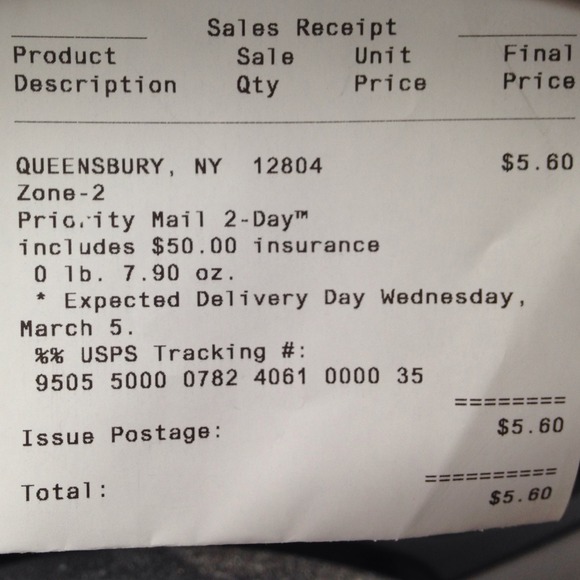 Sales Receipt
Product Sale Unit Final
Description Qty Price Price
QUEENSBURY, NY 12804 $5.60
Zone-2
Priority Mail 2-Day™
includes $50.00 insurance
0 lb. 7.90 oz.
* Expected Delivery Day Wednesday,
March 5.
%% USPS Tracking #:
9505 5000 0782 4061 0000 35
========
Issue Postage: $5.60
==========
Total: $5.60